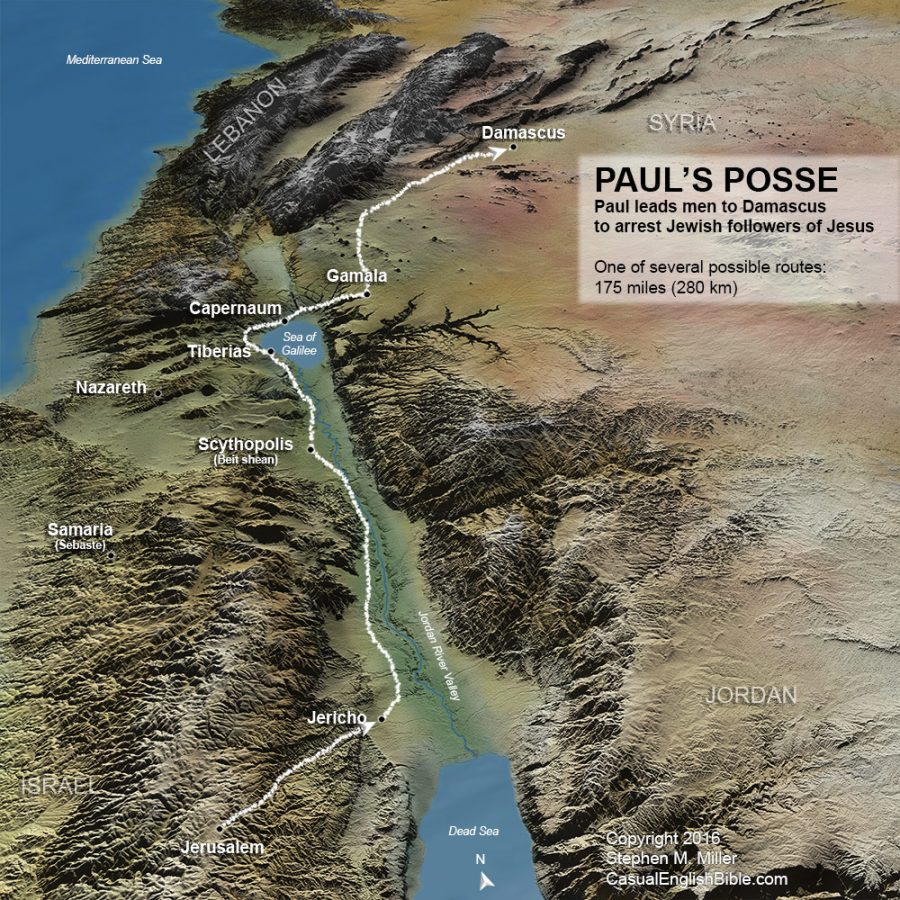 Mediterranean Sea
LEBANON
Damascus
SYRIA
PAUL'S POSSE
Paul leads men to Damascus
to arrest Jewish followers of Jesus
One of several possible routes:
175 miles (280 km)
Gamala
Capernaum
Sea of
Galilee
Tiberias
Nazareth
Scythopolis
(Beit shean)
Samaria
(Sebaste)
Jordan River Valley
JORDAN
Jericho
ISRAEL
Jerusalem
Dead Sea
N
Copyright 2016
Stephen M. Miller
CasualEnglishBible.com